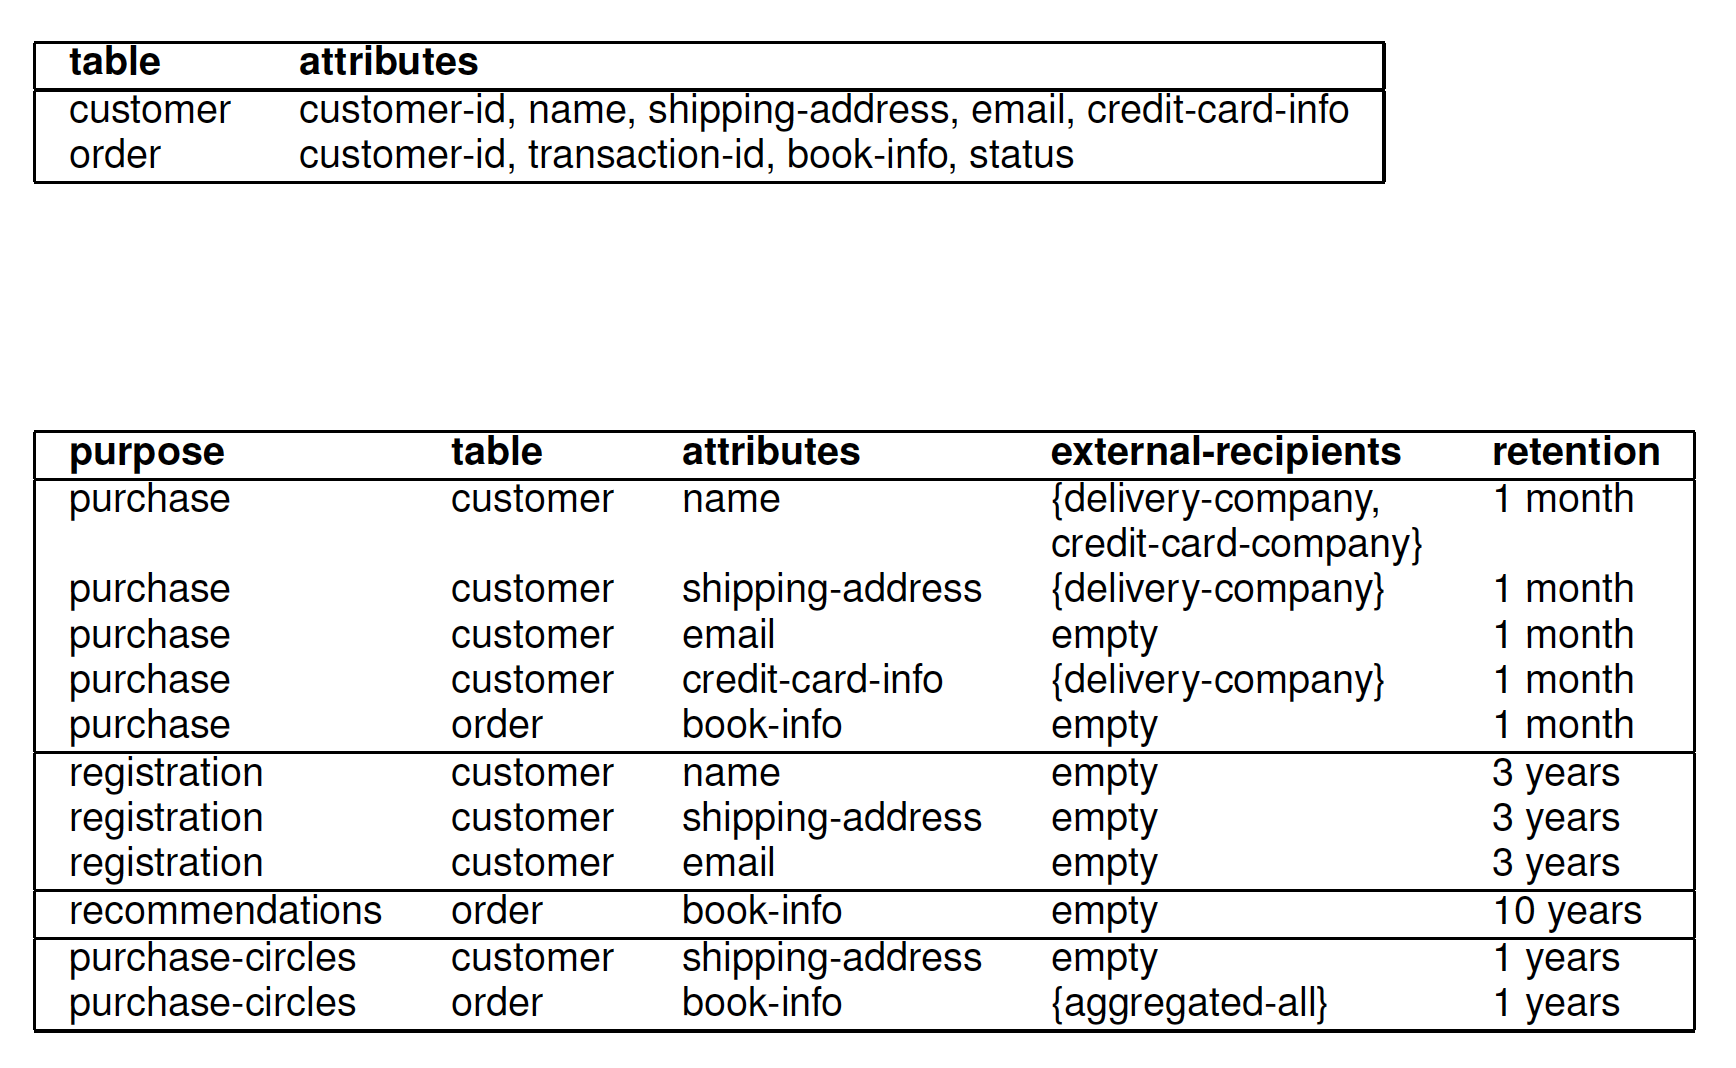 table attributes
customer customer-id, name, shipping-address, email, credit-card-info
order customer-id, transaction-id, book-info, status
purpose table attributes external-recipients retention
purchase customer name {delivery-company, 1 month
credit-card-company}
purchase customer shipping-address {delivery-company} 1 month
purchase customer email empty 1 month
purchase customer credit-card-info {delivery-company} 1 month
purchase order book-info empty 1 month
registration customer name empty 3 years
registration customer shipping-address empty 3 years
registration customer email empty 3 years
recommendations order book-info empty 10 years
purchase-circles customer shipping-address empty 1 years
purchase-circles order book-info {aggregated-all} 1 years